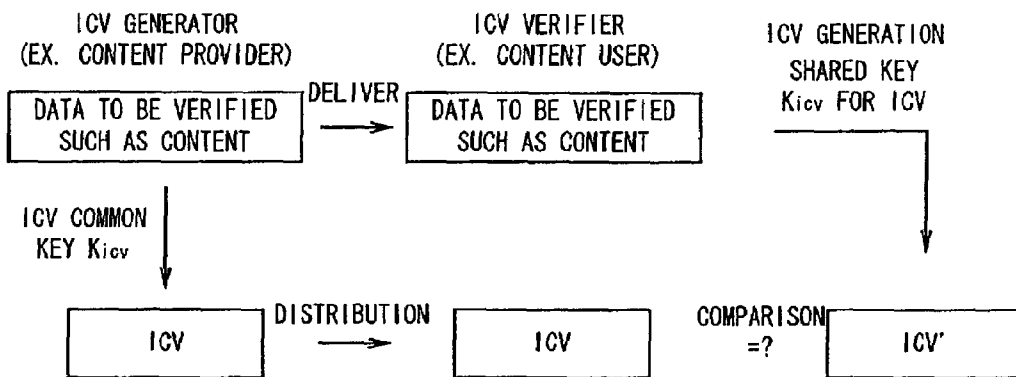 ICV GENERATOR
(EX. CONTENT PROVIDER)
DATA TO BE VERIFIED
SUCH AS CONTENT
DELIVER
ICV VERIFIER
(EX. CONTENT USER)
DATA TO BE VERIFIED
SUCH AS CONTENT
ICV GENERATION
SHARED KEY
Kicv FOR ICV
ICV COMMON
KEY Kicv
ICV
DISTRIBUTION
ICV
COMPARISON
=?
ICV'